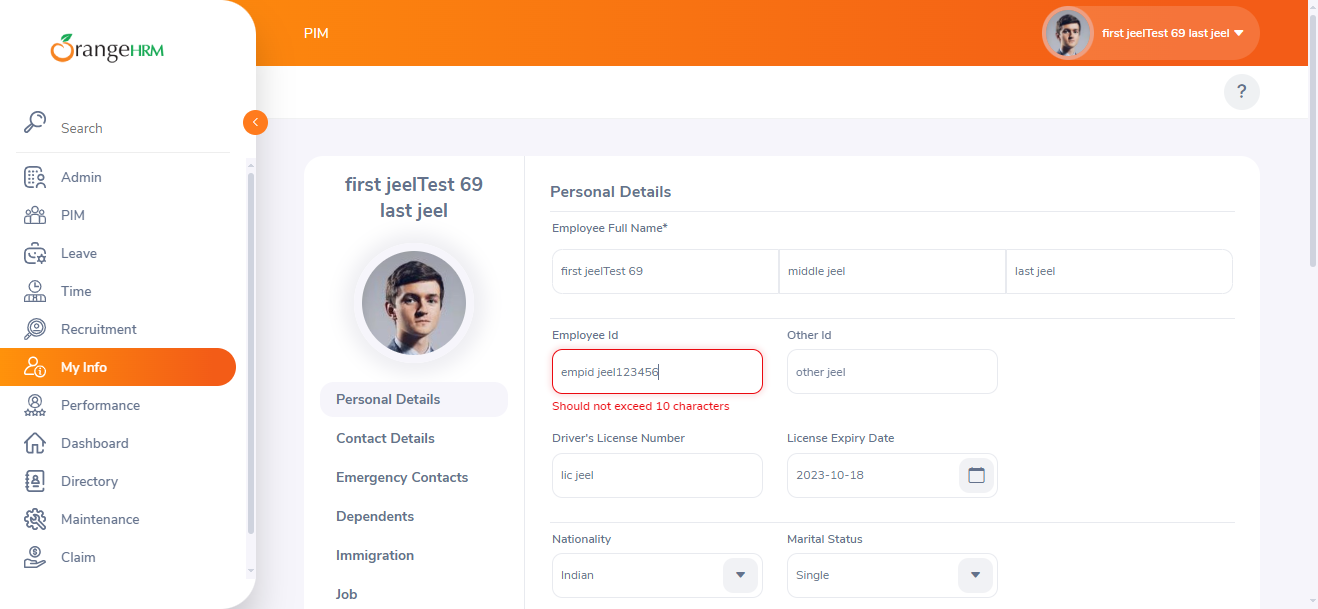 OrangeHRM
PIM
first jeelTest 69 last jeel
?
Search
Admin
PIM
Leave
Time
Recruitment
My Info
Performance
Dashboard
Directory
Maintenance
Claim
first jeelTest 69
last jeel
Personal Details
Contact Details
Emergency Contacts
Dependents
Immigration
Job
Personal Details
Employee Full Name*
first jeelTest 69 middle jeel last jeel
Employee Id Other Id
empid jeel123456 other jeel
Should not exceed 10 characters
Driver's License Number License Expiry Date
lic jeel 2023-10-18
Nationality Marital Status
Indian Single